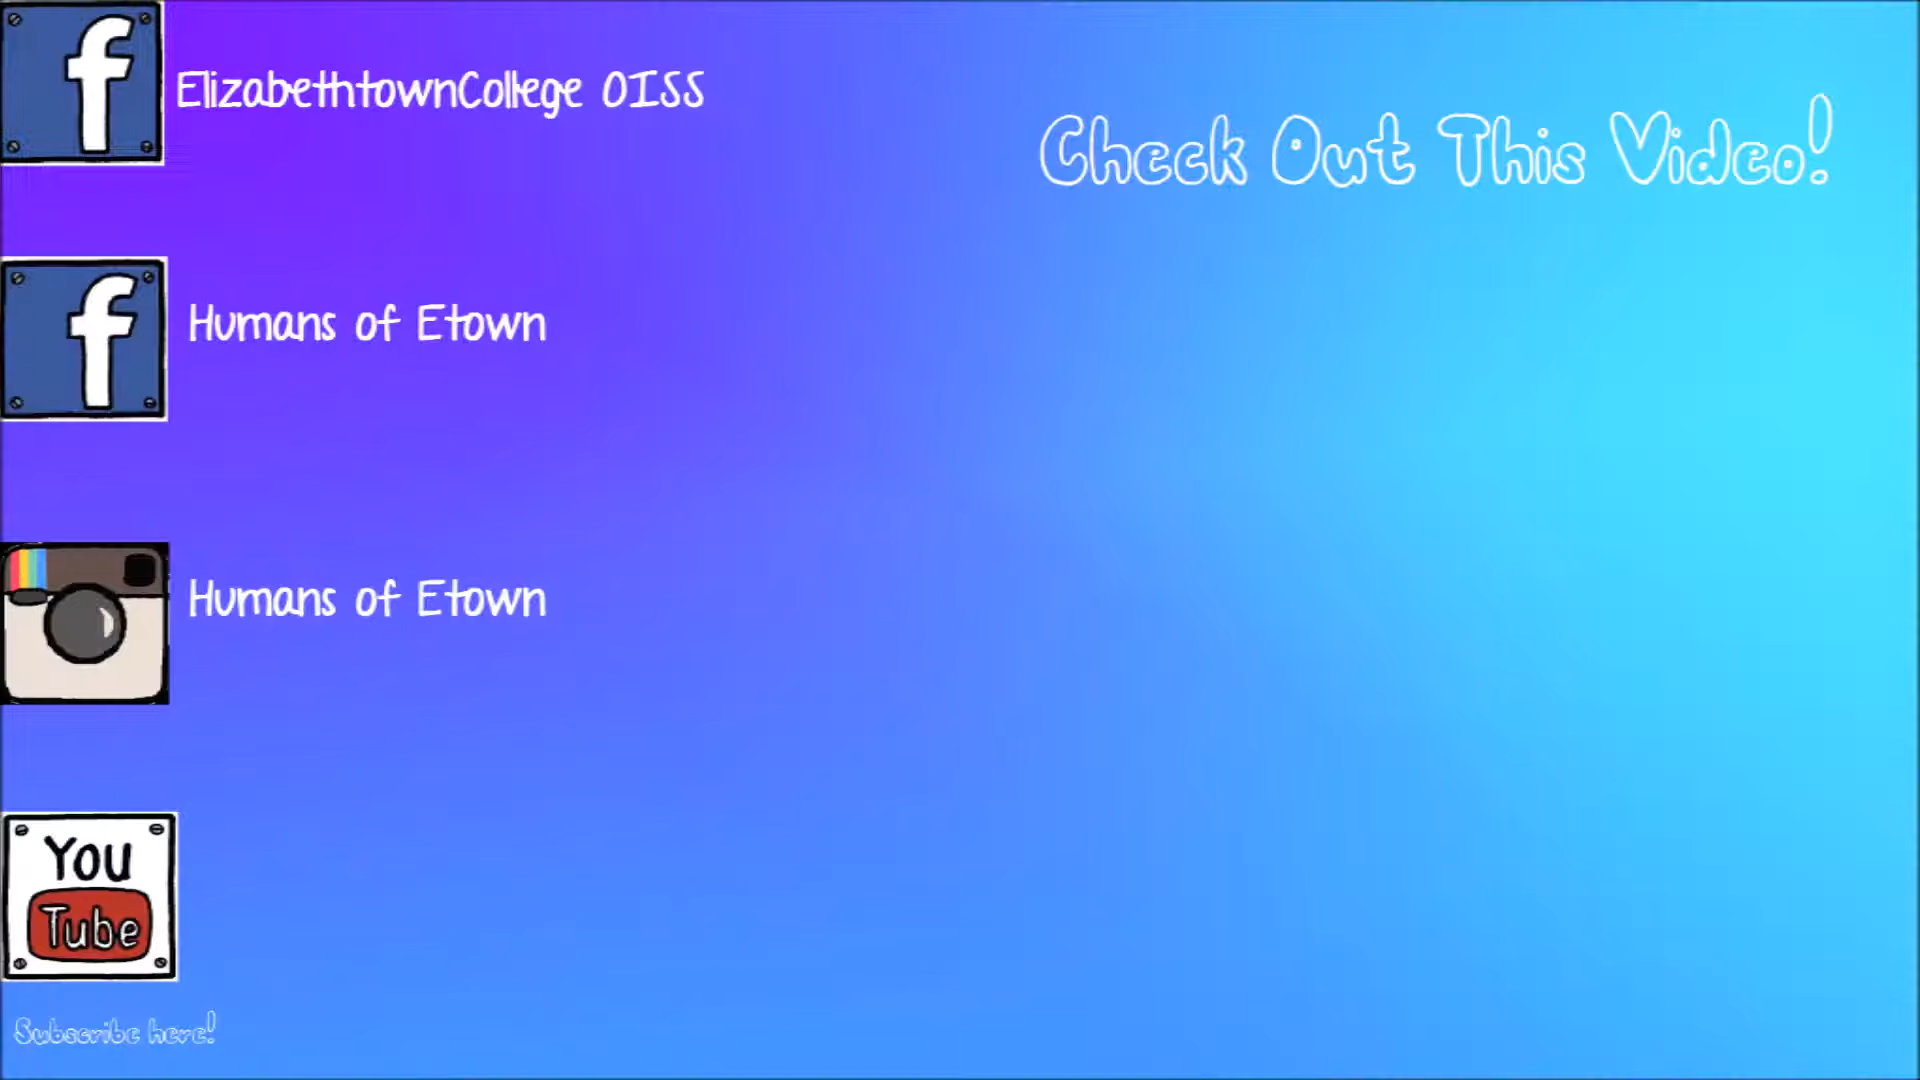 ElizabethtownCollege OISS
Check Out This Video!
Humans of Etown
Humans of Etown
You
Tube
Subscribe here!